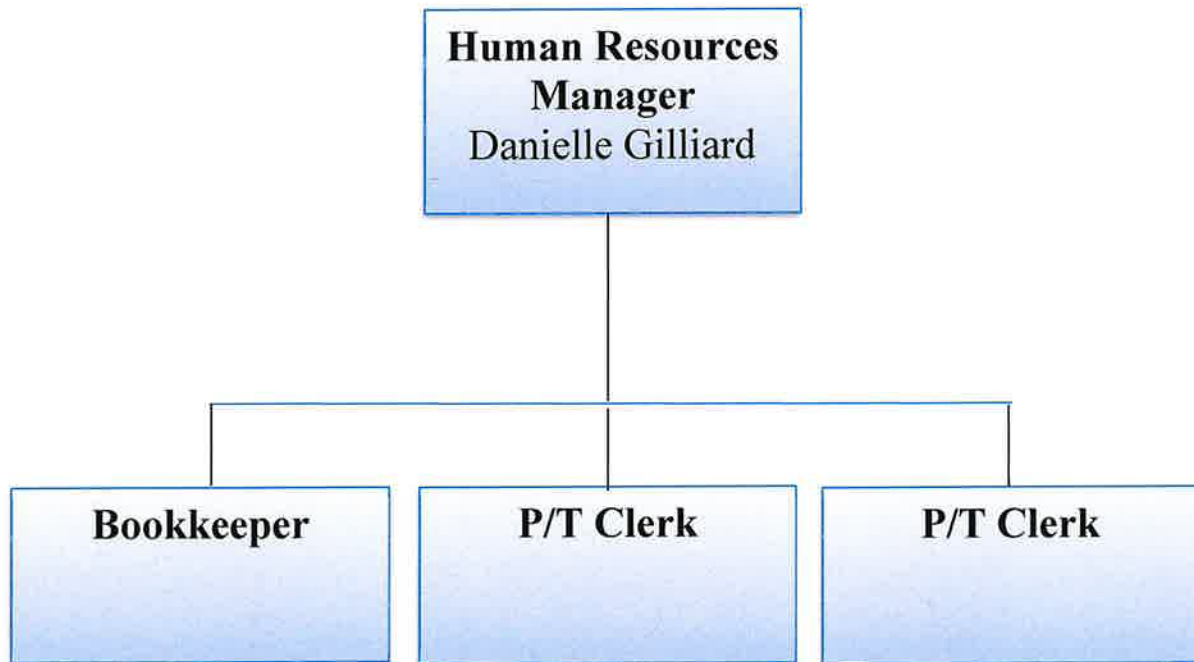 Human Resources
Manager
Danielle Gilliard
Bookkeeper
P/T Clerk
P/T Clerk